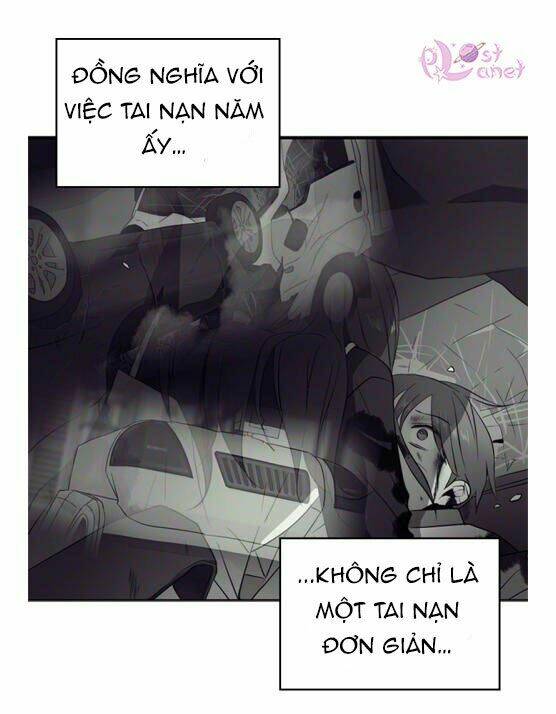 Lost
Planet
ĐỒNG NGHĨA VỚI
VIỆC TAI NẠN NĂM
ẤY...
...KHÔNG CHỈ LÀ
MỘT TAI NẠN
ĐƠN GIẢN...